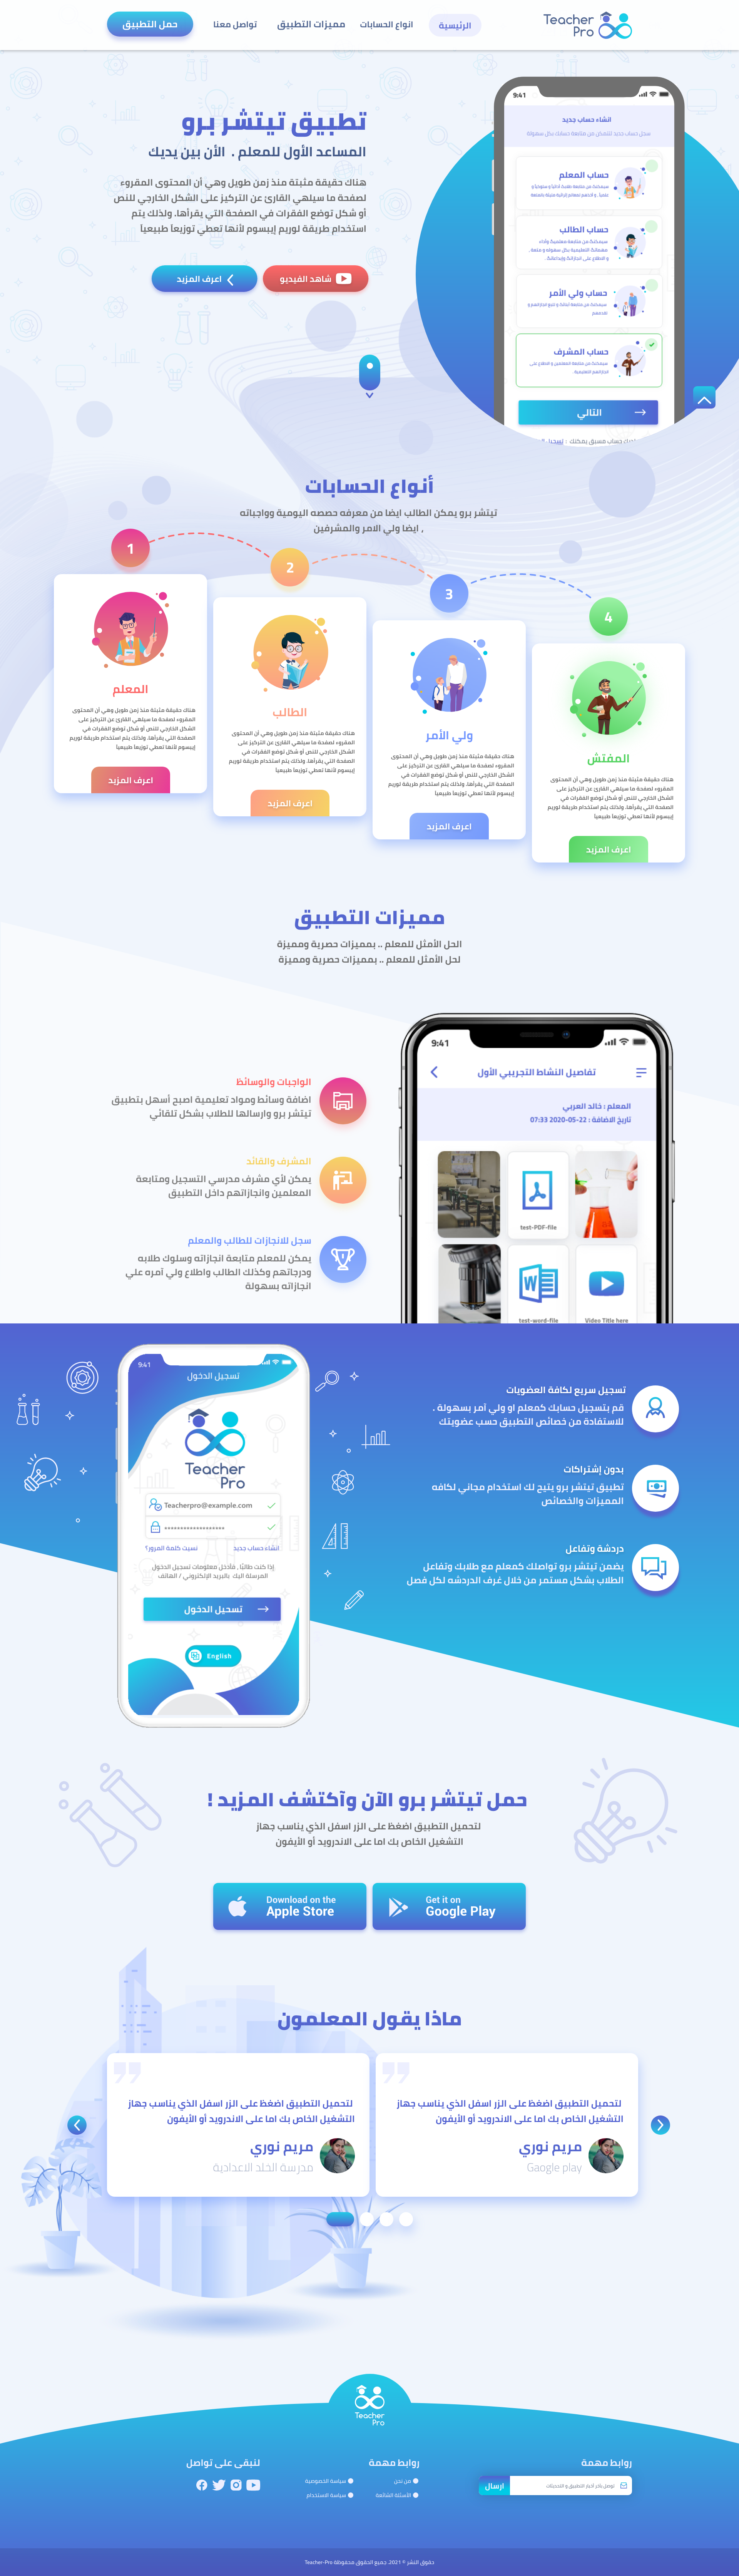 Teacher
Pro
الرئيسية
انواع الحسابات
مميزات التطبيق
تواصل معنا
حمل التطبيق
تطبيق تيتشر برو
المساعد الأول للمعلم . الأن بين يديك
هناك حقيقة مثبتة منذ زمن طويل وهي أن المحتوى المقروء
لصفحة ما سيلهي القارئ عن التركيز على الشكل الخارجي للنص
أو شكل توضع الفقرات في الصفحة التي يقرأها. ولذلك يتم
استخدام طريقة لوريم إيبسوم لأنها تعطي توزيعاَ طبيعياَ
شاهد الفيديو
اعرف المزيد
9:41
انشاء حساب جديد
سجل حساب جديد للتمكن من متابعة حسابك بكل سهولة
حساب المعلم
حساب الطالب
حساب ولي الأمر
حساب المشرف
التالي
أنواع الحسابات
تيتشر برو يمكن الطالب ايضا من معرفه حصصه اليومية وواجباته
, ايضا ولي الامر والمشرفين
1
2
3
4
المعلم
هناك حقيقة مثبتة منذ زمن طويل وهي أن المحتوى
المقروء لصفحة ما سيلهي القارئ عن التركيز على
الشكل الخارجي للنص أو شكل توضع الفقرات في
الصفحة التي يقرأها. ولذلك يتم استخدام طريقة لوريم
إيبسوم لأنها تعطي توزيعاَ طبيعياَ
اعرف المزيد
الطالب
هناك حقيقة مثبتة منذ زمن طويل وهي أن المحتوى
المقروء لصفحة ما سيلهي القارئ عن التركيز على
الشكل الخارجي للنص أو شكل توضع الفقرات في
الصفحة التي يقرأها. ولذلك يتم استخدام طريقة لوريم
إيبسوم لأنها تعطي توزيعاَ طبيعياَ
اعرف المزيد
ولي الأمر
هناك حقيقة مثبتة منذ زمن طويل وهي أن المحتوى
المقروء لصفحة ما سيلهي القارئ عن التركيز على
الشكل الخارجي للنص أو شكل توضع الفقرات في
الصفحة التي يقرأها. ولذلك يتم استخدام طريقة لوريم
إيبسوم لأنها تعطي توزيعاَ طبيعياَ
اعرف المزيد
المفتش
هناك حقيقة مثبتة منذ زمن طويل وهي أن المحتوى
المقروء لصفحة ما سيلهي القارئ عن التركيز على
الشكل الخارجي للنص أو شكل توضع الفقرات في
الصفحة التي يقرأها. ولذلك يتم استخدام طريقة لوريم
إيبسوم لأنها تعطي توزيعاَ طبيعياَ
اعرف المزيد
مميزات التطبيق
الحل الأمثل للمعلم .. بمميزات حصرية ومميزة
لحل الأمثل للمعلم .. بمميزات حصرية ومميزة
9:41
تفاصيل النشاط التجريبي الأول
المعلم : خالد العربي
تاريخ الاضافة : 22-05-2020 07:33
test-PDF-file
test-word-file
Video Title here
الواجبات والوسائط
اضافة وسائط ومواد تعليمية اصبح أسهل بتطبيق
تيتشر برو وارسالها للطلاب بشكل تلقائي
المشرف والقائد
يمكن لأي مشرف مدرسي التسجيل ومتابعة
المعلمين وانجازاتهم داخل التطبيق
سجل للانجازات للطالب والمعلم
يمكن للمعلم متابعة انجازاته وسلوك طلابه
ودرجاتهم وكذلك الطالب واطلاع ولي أمره على
انجازاته بسهولة
تسجيل سريع لكافة العضويات
قم بتسجيل حسابك كمعلم او ولي أمر بسهولة .
للاستفادة من خصائص التطبيق حسب عضويتك
بدون إشتراكات
تطبيق تيتشر برو يتيح لك استخدام مجاني لكافه
المميزات والخصائص
دردشة وتفاعل
يضمن تيتشر برو تواصلك كمعلم مع طلابك وتفاعل
الطلاب بشكل مستمر من خلال غرف الدردشه لكل فصل
9:41
تسجيل الدخول
Teacher
Pro
Teacherpro@example.com
*******************
انشاء حساب جديد
نسيت كلمة المرور؟
إذا كنت طالبًا , فأدخل معلومات تسجيل الدخول
المرسلة اليك بالبريد الإلكتروني / الهاتف
تسجيل الدخول
English
حمل تيتشر برو الآن وآكتشف المزيد !
لتحميل التطبيق اضغظ على الزر اسفل الذي يناسب جهاز
التشغيل الخاص بك اما على الاندرويد أو الأيفون
Download on the
Apple Store
Get it on
Google Play
ماذا يقول المعلمون
لتحميل التطبيق اضغظ على الزر اسفل الذي يناسب جهاز
التشغيل الخاص بك اما على الاندرويد أو الأيفون
مريم نوري
Gaogle play
لتحميل التطبيق اضغظ على الزر اسفل الذي يناسب جهاز
التشغيل الخاص بك اما على الاندرويد أو الأيفون
مريم نوري
مدرسة الخلد الاعدادية
Teacher
Pro
روابط مهمة
ارسال
روابط مهمة
من نحن
الأسئلة الشائعة
سياسة الخصوصية
سياسة الاستخدام
لنبقى على تواصل
حقوق النشر © 2021. جميع الحقوق محفوظة Teacher-Pro